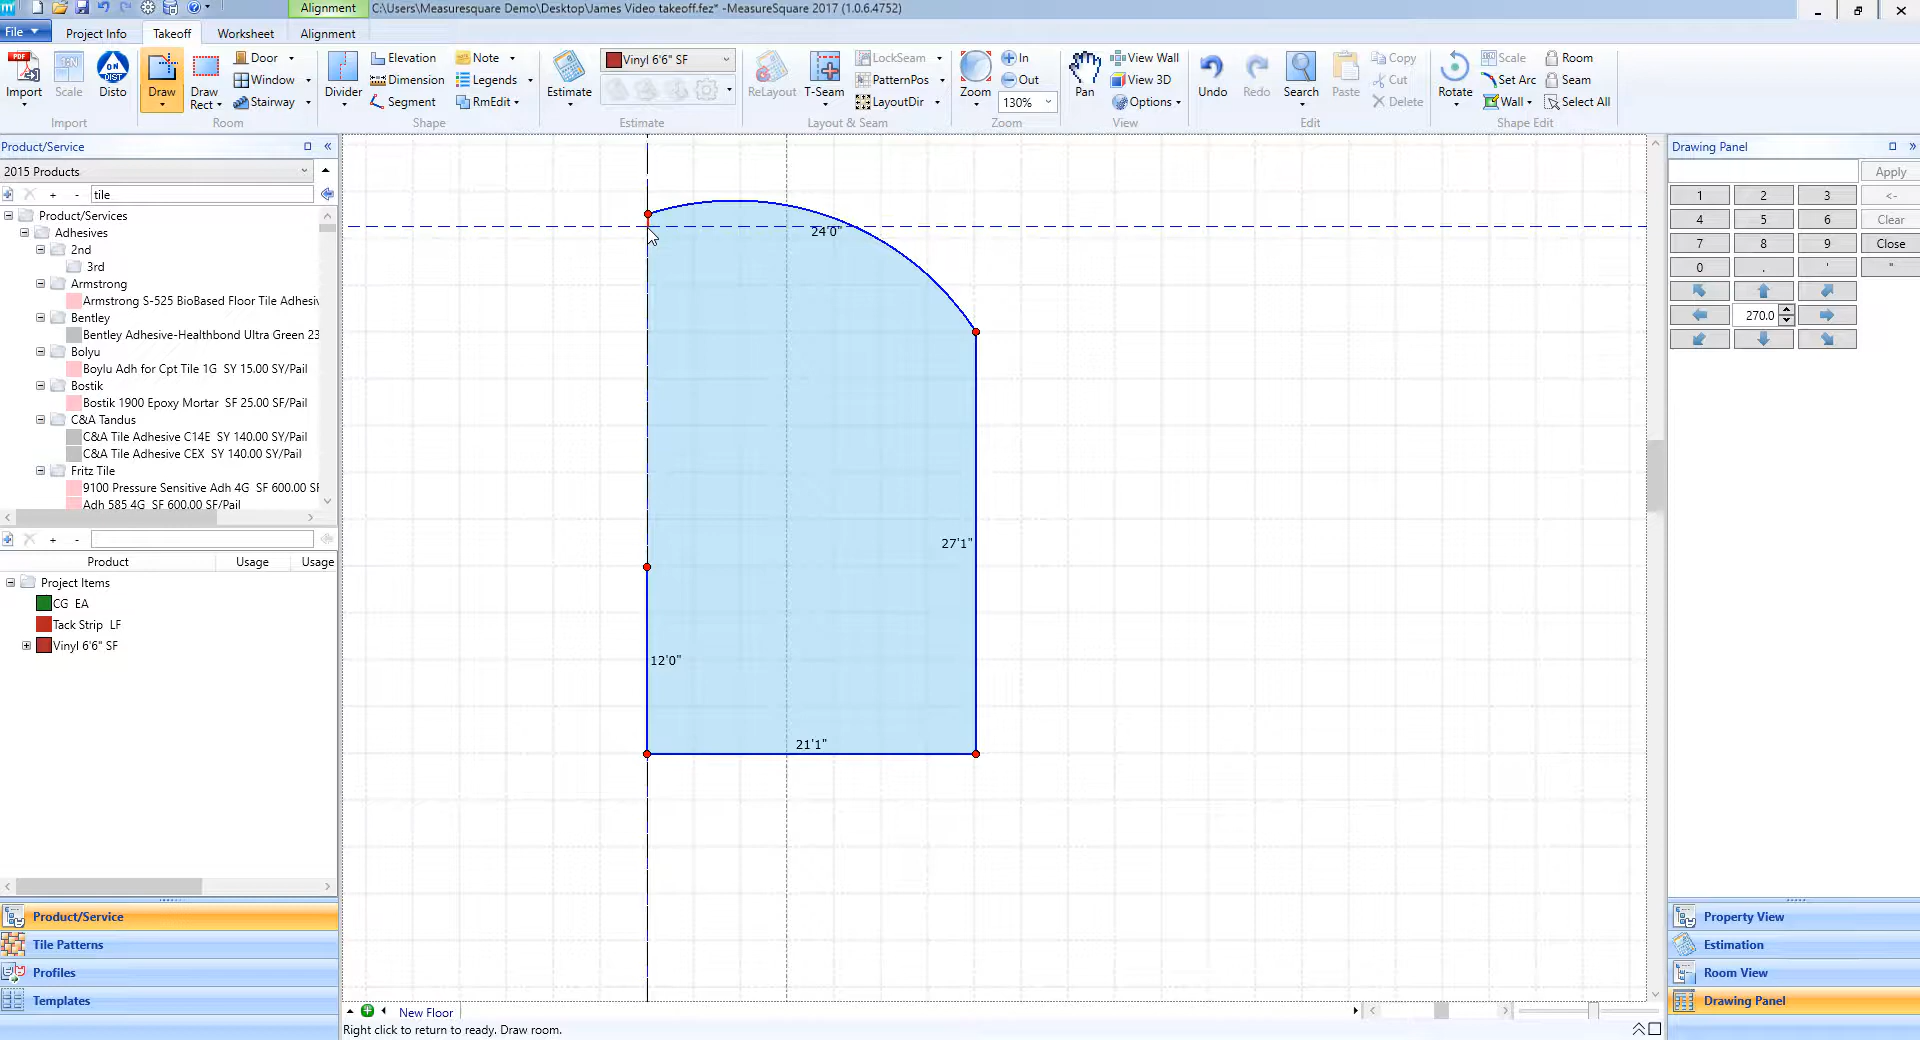 Alignment C:\Users\Measuresquare Demo\Desktop\James Video takeoff.fez* -MeasureSquare 2017 (1.0.6.4752)
File Project Info Takeoff Worksheet Alignment
PDF
Import
Scale
ON DIST
Disto
Import
Draw
Draw Rect
Door
Window
Stairway
Room
Divider
Elevation
Dimension
Segment
Note
Legends
RmEdit
Shape
Estimate
Vinyl 6'6" SF
Estimate
ReLayout
T-Seam
LockSeam
PatternPos
LayoutDir
Layout & Seam
Zoom
In
Out
130%
Zoom
Pan
View Wall
View 3D
Options
View
Undo
Redo
Search
Paste
Copy
Cut
Delete
Edit
Rotate
Scale
Set Arc
Wall
Room
Seam
Select All
Shape Edit
Product/Service
2015 Products
+ - tile
Product/Services
Adhesives
2nd
3rd
Armstrong
Armstrong S-525 BioBased Floor Tile Adhesiv
Bentley
Bentley Adhesive-Healthbond Ultra Green 23
Bolyu
Boylu Adh for Cpt Tile 1G SY 15.00 SY/Pail
Bostik
Bostik 1900 Epoxy Mortar SF 25.00 SF/Pail
C&A Tandus
C&A Tile Adhesive C14E SY 140.00 SY/Pail
C&A Tile Adhesive CEX SY 140.00 SY/Pail
Fritz Tile
9100 Pressure Sensitive Adh 4G SF 600.00 SF
Adh 585 4G SF 600.00 SF/Pail
+ -
Product Usage Usage
Project Items
CG EA
Tack Strip LF
Vinyl 6'6" SF
Product/Service
Tile Patterns
Profiles
Templates
24'0"
27'1"
12'0"
21'1"
New Floor
Right click to return to ready. Draw room.
Drawing Panel
Apply
1 2 3 <-
4 5 6 Clear
7 8 9 Close
0 . ' "
270.0
Property View
Estimation
Room View
Drawing Panel